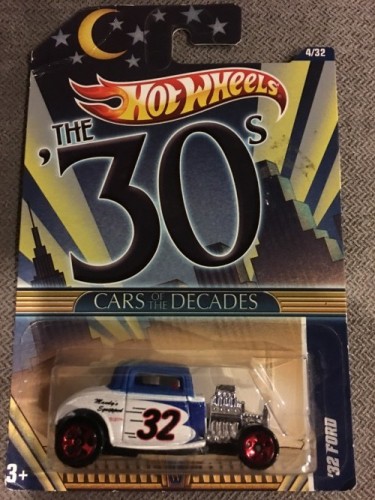 4/32
HOT WHEELS
THE
'30s
CARS OF THE DECADES
32
'32 FORD
3+